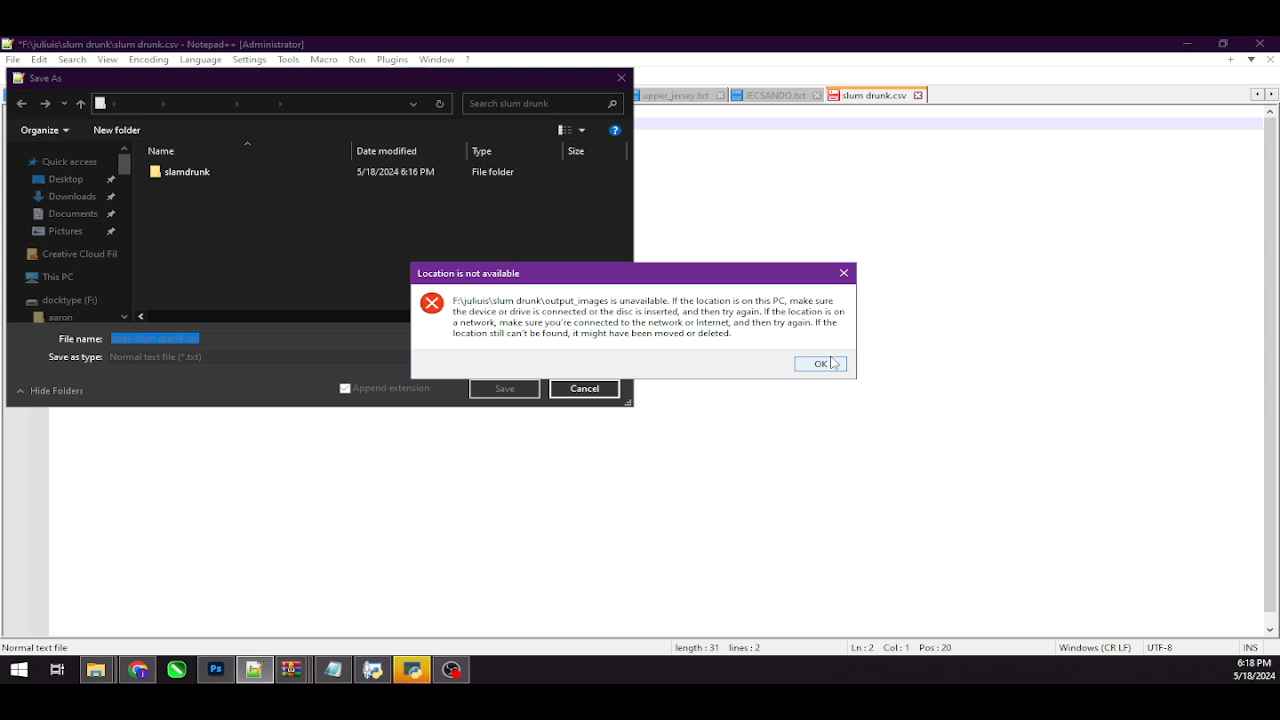 *F:\juliuis\slum drunk\slum drunk.csv - Notepad++ [Administrator]
File Edit Search View Encoding Language Settings Tools Macro Run Plugins Window ?
Save As
upper_jersey.txt JECSANDO.txt slum drunk.csv
Search slum drunk
Organize New folder
Name Date modified Type Size
slamdrunk 5/18/2024 6:16 PM File folder
Quick access
Desktop
Downloads
Documents
Pictures
Creative Cloud Fil
This PC
docktype (F:)
aaron
Location is not available
F:\juliuis\slum drunk\output_images is unavailable. If the location is on this PC, make sure
the device or drive is connected or the disc is inserted, and then try again. If the location is on
a network, make sure you're connected to the network or Internet, and then try again. If the
location still can't be found, it might have been moved or deleted.
OK
File name: slum drunk.csv
Save as type: Normal text file (*.txt)
Hide Folders Append extension Save Cancel
Normal text file length : 31 lines : 2 Ln : 2 Col : 1 Pos : 20 Windows (CR LF) UTF-8 INS
Ps
6:18 PM
5/18/2024